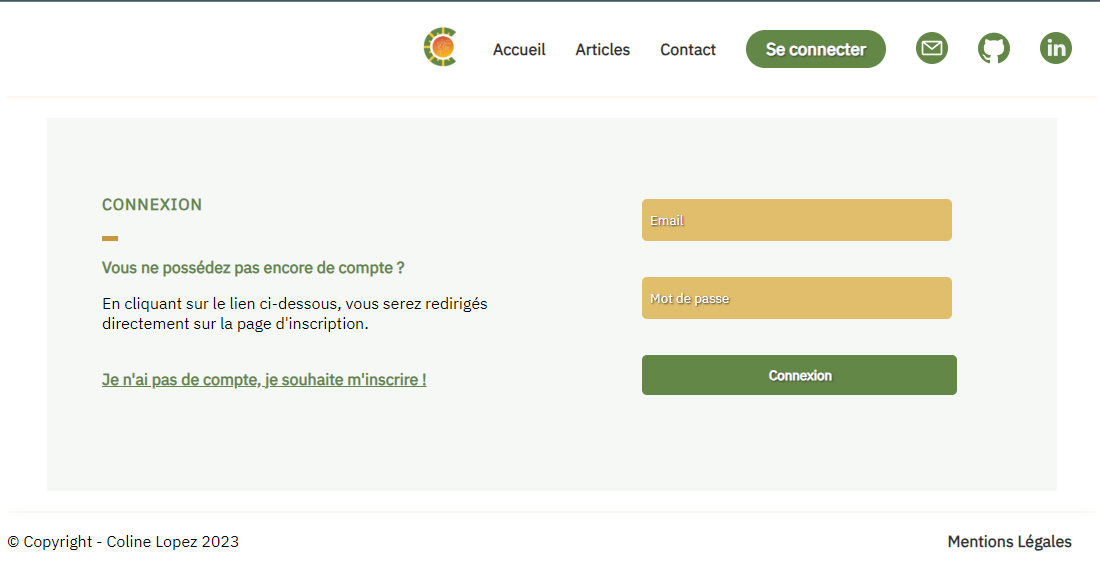 Accueil Articles Contact Se connecter
CONNEXION
Vous ne possédez pas encore de compte ?
En cliquant sur le lien ci-dessous, vous serez redirigés
directement sur la page d'inscription.
Je n'ai pas de compte, je souhaite m'inscrire !
Email
Mot de passe
Connexion
© Copyright - Coline Lopez 2023
Mentions Légales